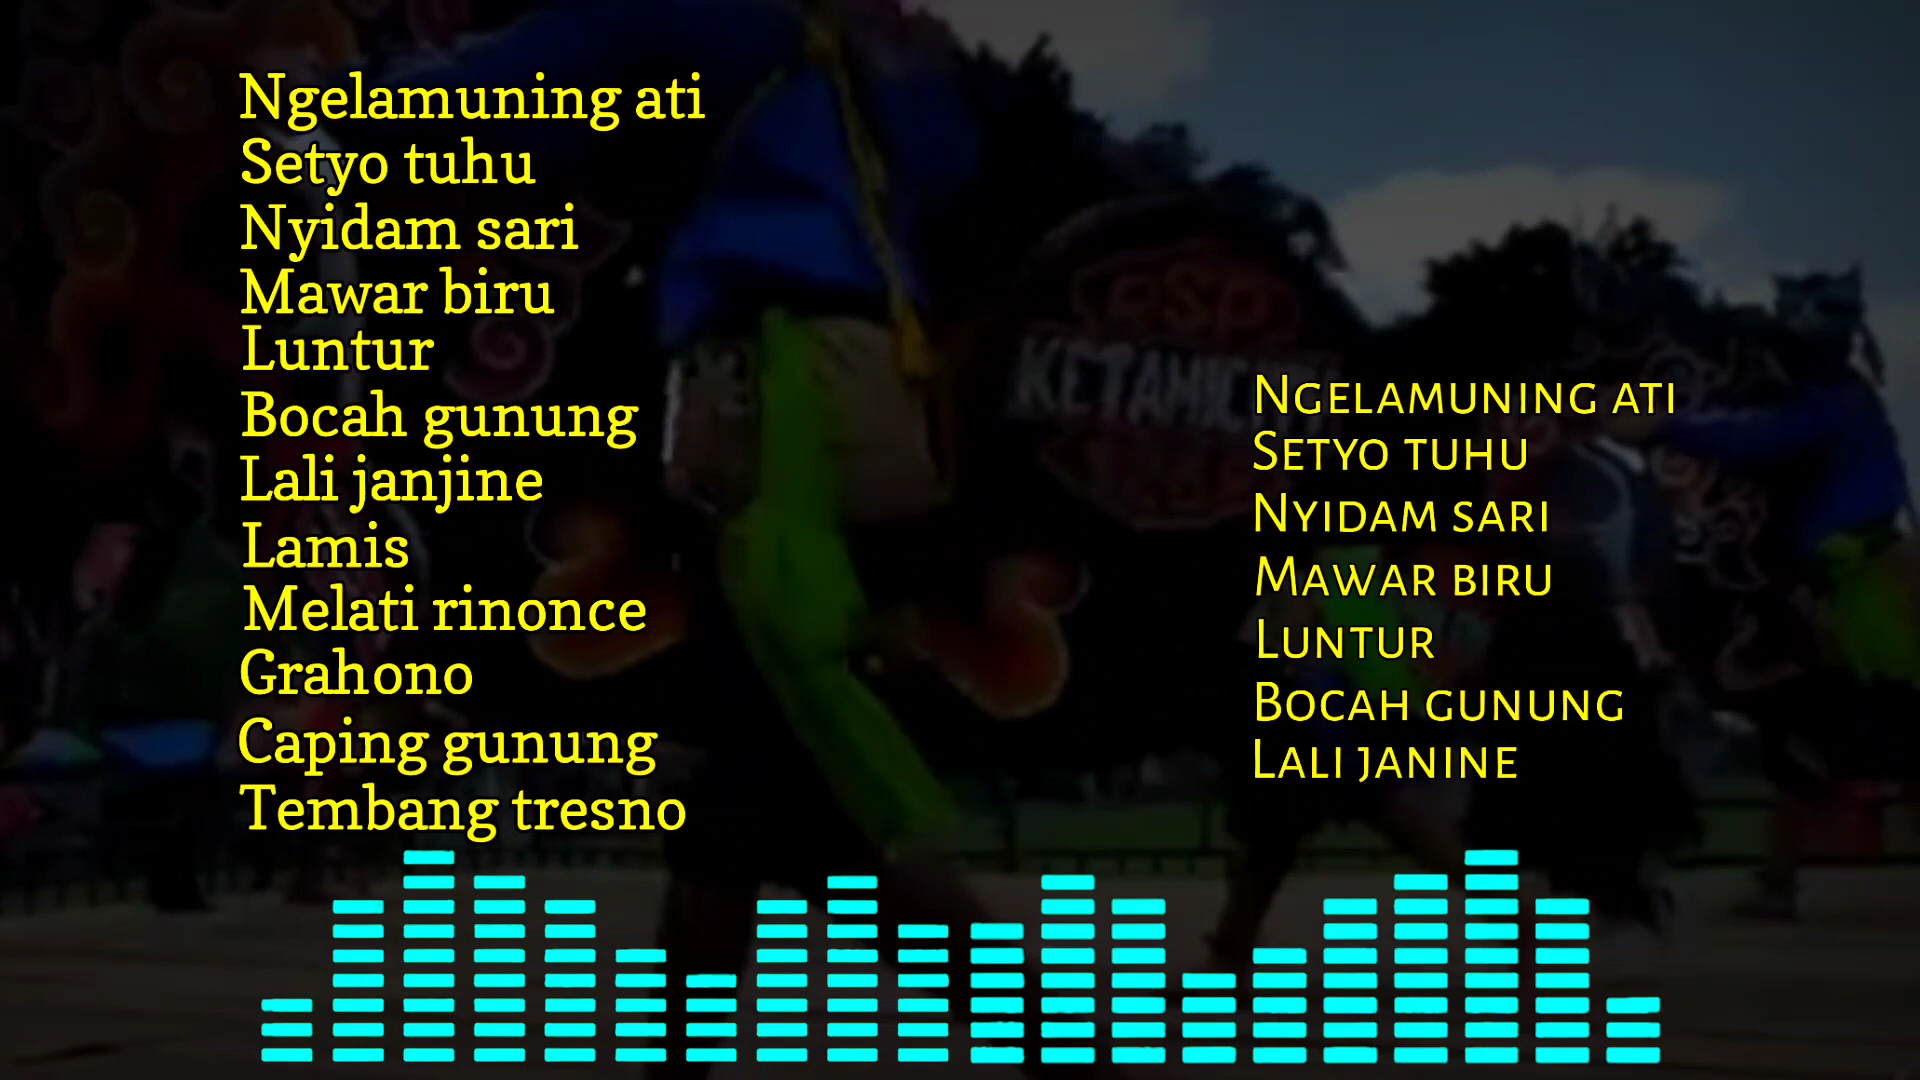 Ngelamuning ati
Setyo tuhu
Nyidam sari
Mawar biru
Luntur
Bocah gunung
Lali janjine
Lamis
Melati rinonce
Grahono
Caping gunung
Tembang tresno
RSP
NGELAMUNING ATI
SETYO TUHU
NYIDAM SARI
MAWAR BIRU
LUNTUR
BOCAH GUNUNG
LALI JANINE